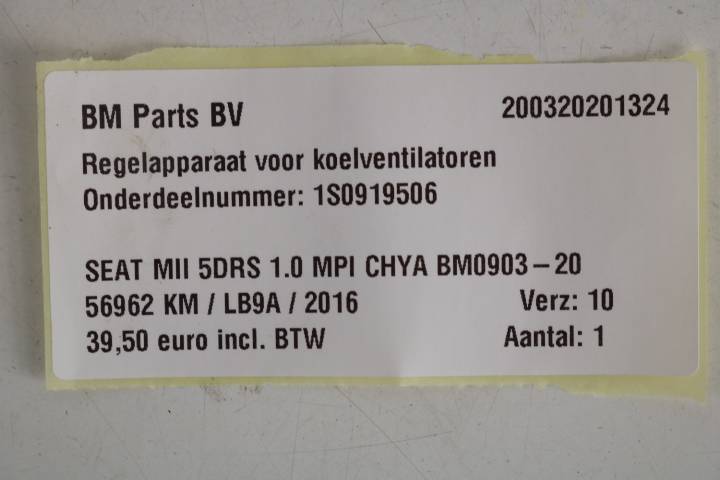 BM Parts BV 200320201324
Regelapparaat voor koelventilatoren
Onderdeelnummer: 1S0919506
SEAT MII 5DRS 1.0 MPI CHYA BM0903-20
56962 KM / LB9A / 2016 Verz: 10
39,50 euro incl. BTW Aantal: 1